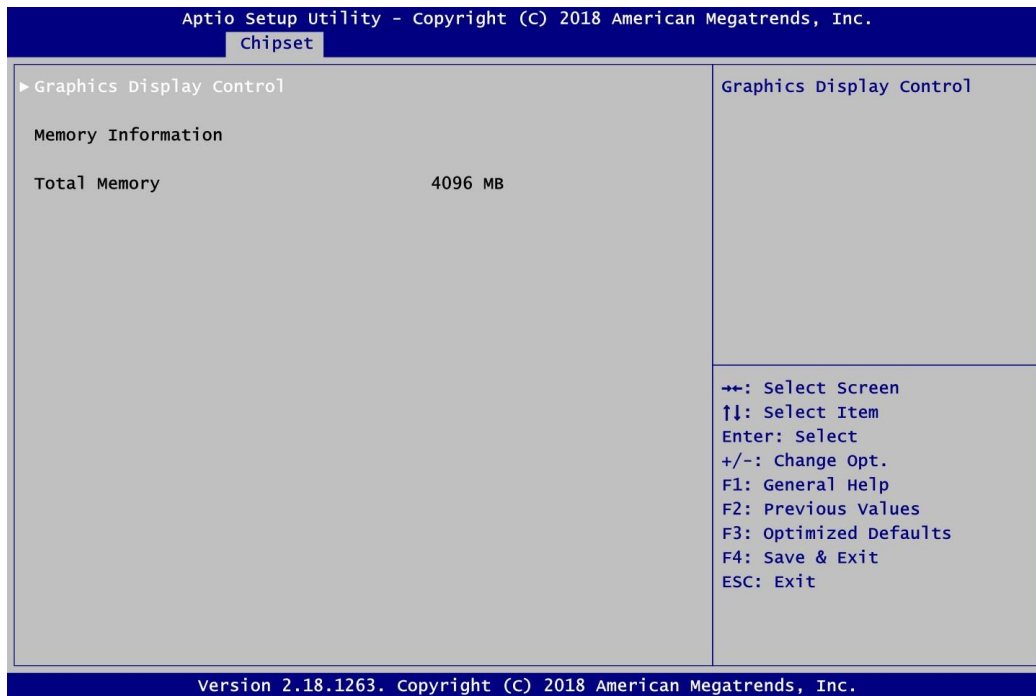 Aptio Setup Utility - Copyright (C) 2018 American Megatrends, Inc.
Chipset
►Graphics Display Control
Memory Information
Total Memory 4096 MB
Graphics Display Control
→←: Select Screen
↑↓: Select Item
Enter: Select
+/-: Change Opt.
F1: General Help
F2: Previous Values
F3: Optimized Defaults
F4: Save & Exit
ESC: Exit
Version 2.18.1263. Copyright (C) 2018 American Megatrends, Inc.